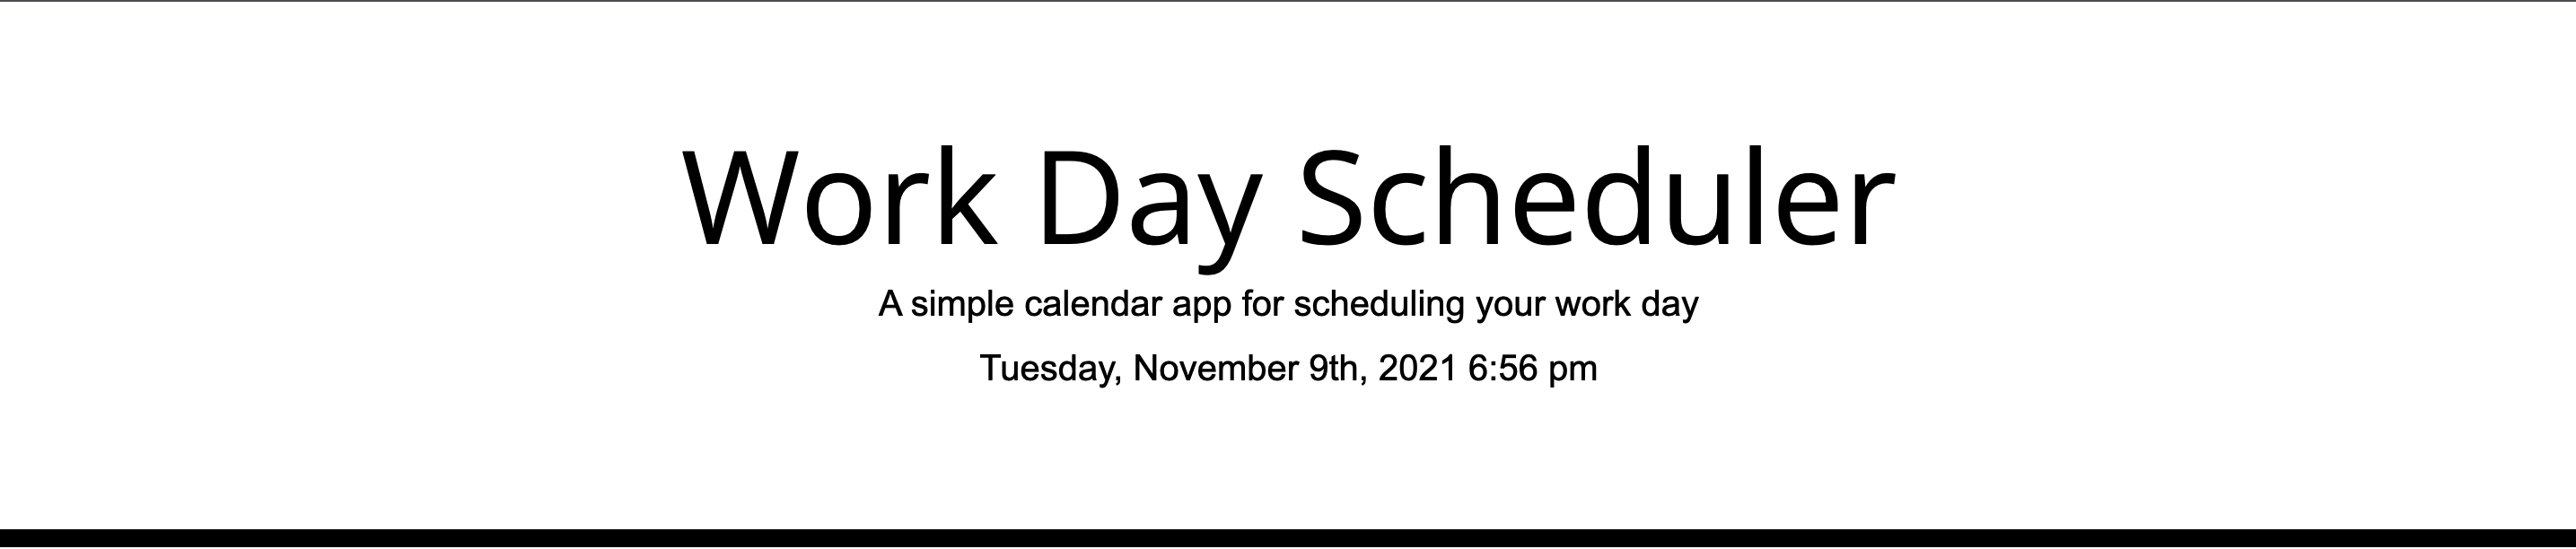 Work Day Scheduler
A simple calendar app for scheduling your work day
Tuesday, November 9th, 2021 6:56 pm